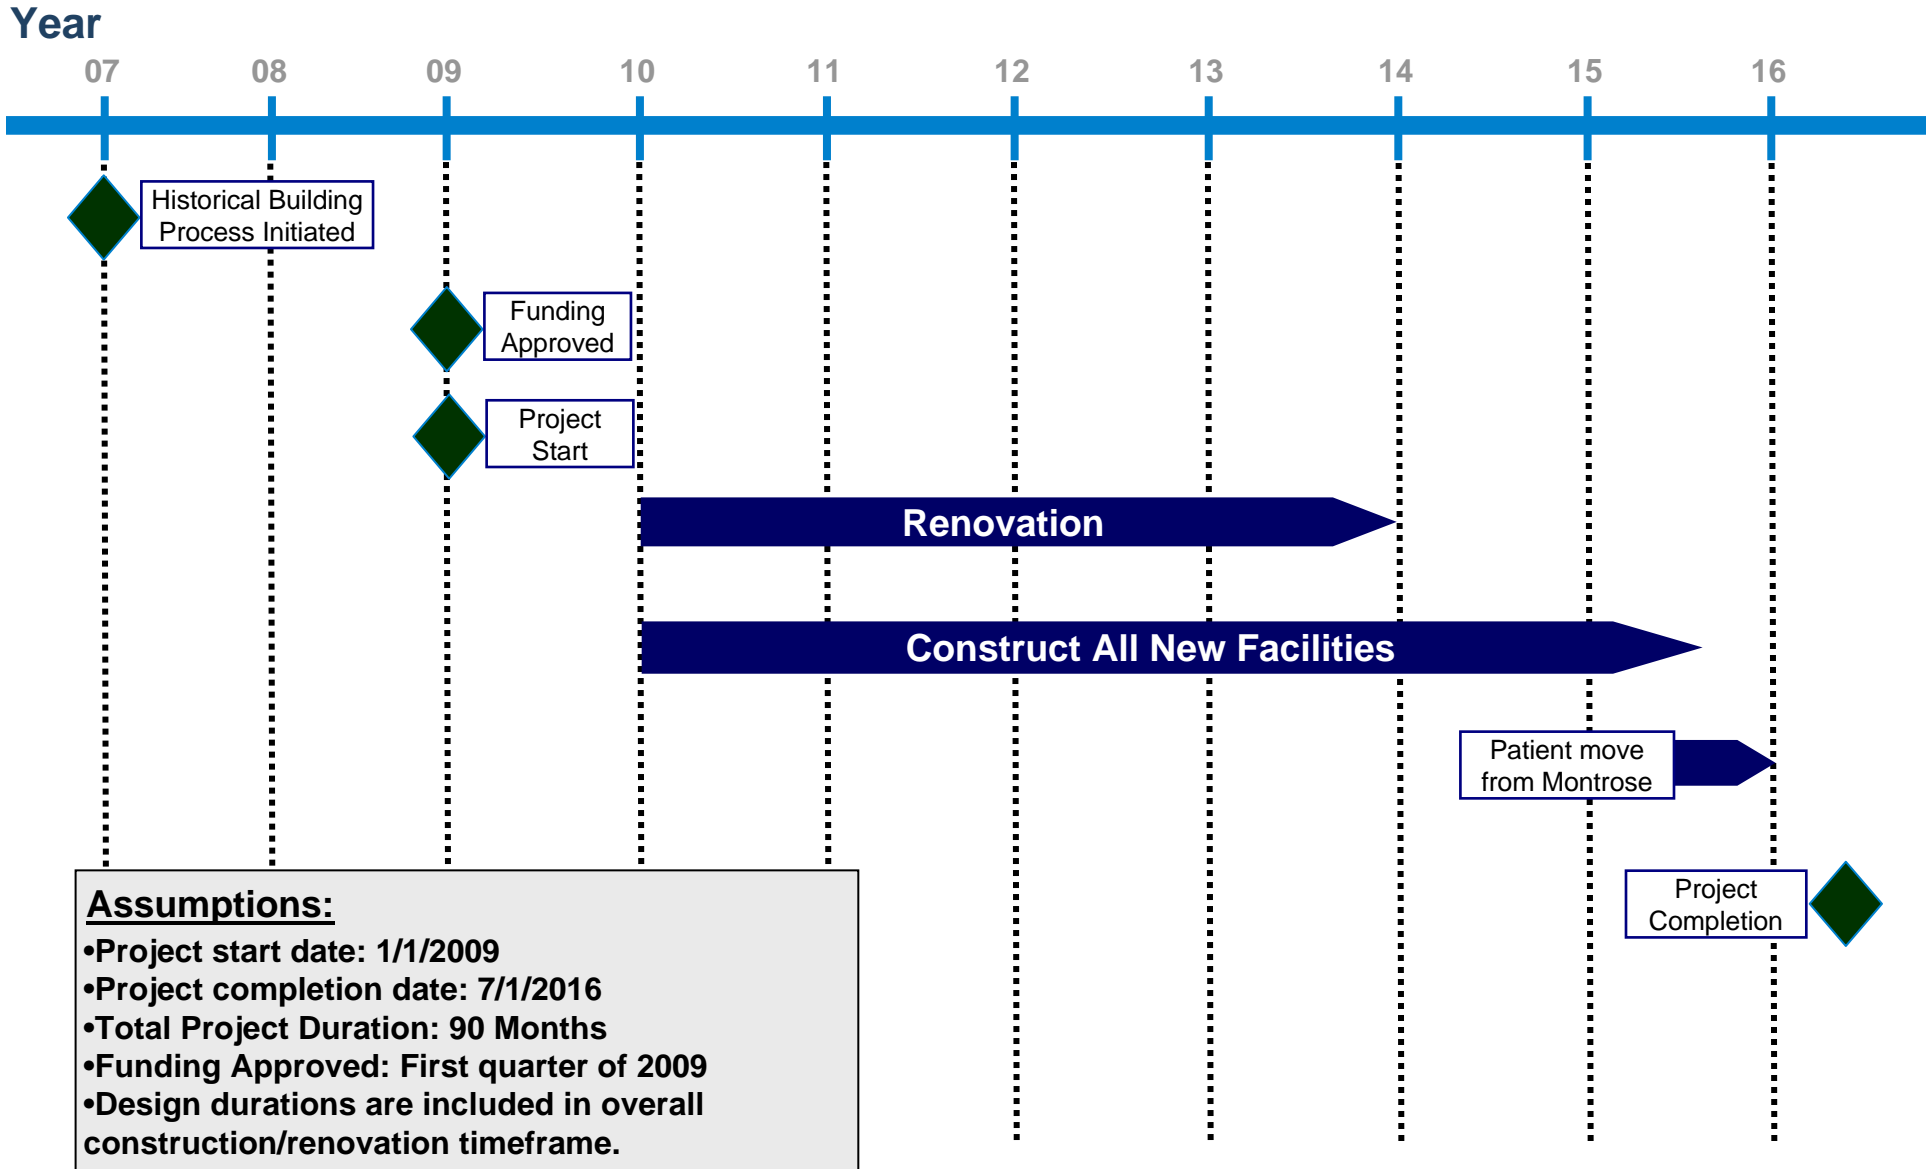 Year
07 08 09 10 11 12 13 14 15 16
Historical Building
Process Initiated
Funding
Approved
Project
Start
Renovation
Construct All New Facilities
Patient move
from Montrose
Project
Completion
Assumptions:
•Project start date: 1/1/2009
•Project completion date: 7/1/2016
•Total Project Duration: 90 Months
•Funding Approved: First quarter of 2009
•Design durations are included in overall
construction/renovation timeframe.